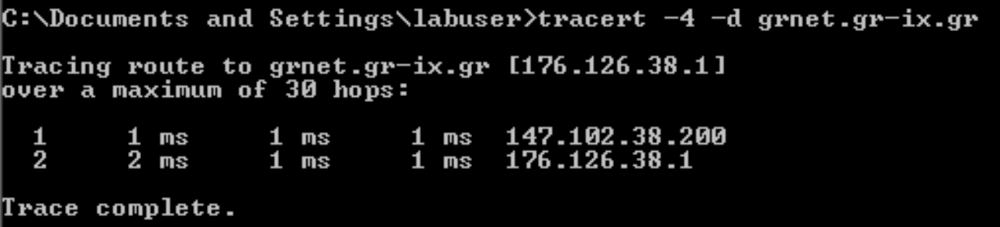 C:\Documents and Settings\labuser>tracert -4 -d grnet.gr-ix.gr
Tracing route to grnet.gr-ix.gr [176.126.38.1]
over a maximum of 30 hops:
1 1 ms 1 ms 1 ms 147.102.38.200
2 2 ms 1 ms 1 ms 176.126.38.1
Trace complete.